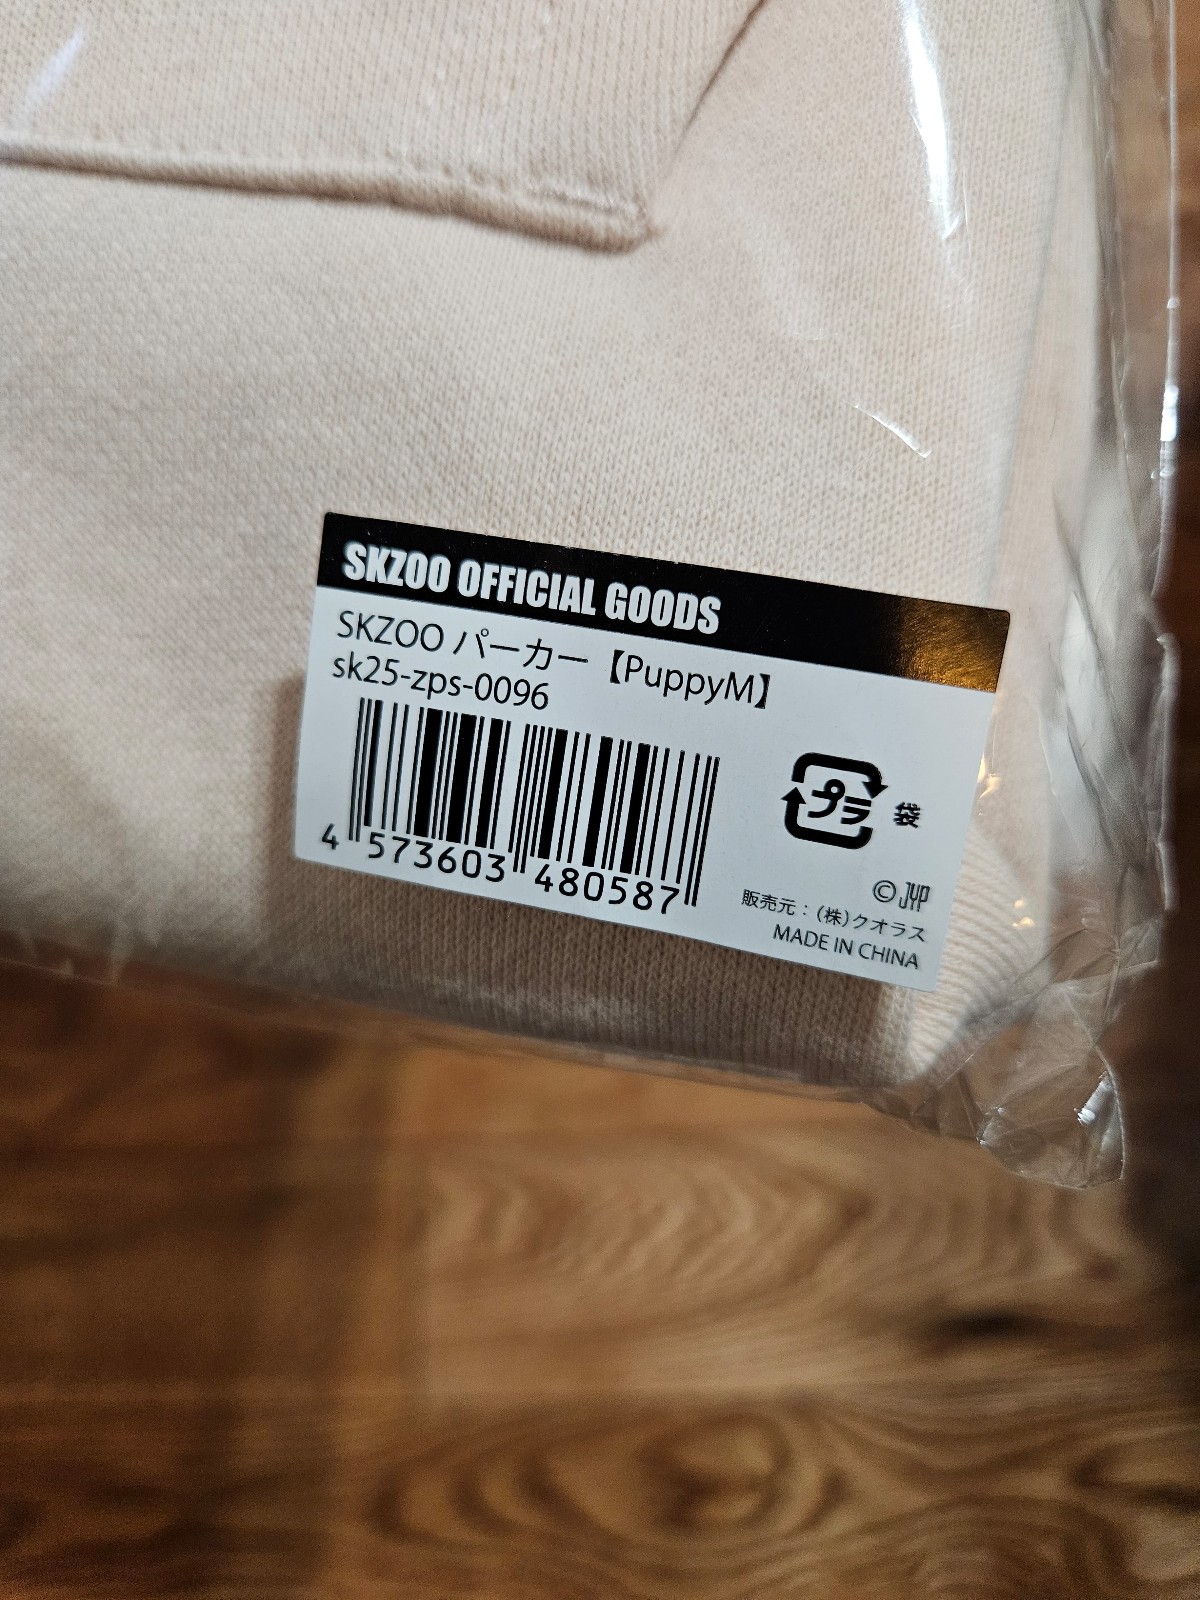 SKZOO OFFICIAL GOODS
SKZOO パーカー【PuppyM】
sk25-zps-0096
4 573603 480587
プラ 袋
©JYP
販売元：(株)クオラス
MADE IN CHINA